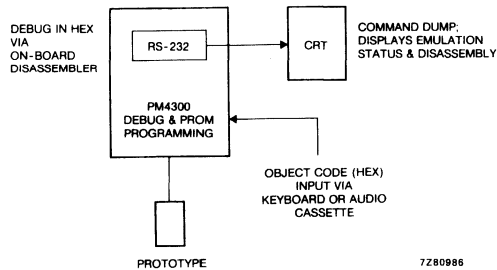 DEBUG IN HEX
VIA
ON-BOARD
DISASSEMBLER
RS-232
CRT
COMMAND DUMP;
DISPLAYS EMULATION
STATUS & DISASSEMBLY
PM4300
DEBUG & PROM
PROGRAMMING
OBJECT CODE (HEX)
INPUT VIA
KEYBOARD OR AUDIO
CASSETTE
PROTOTYPE
7Z80986